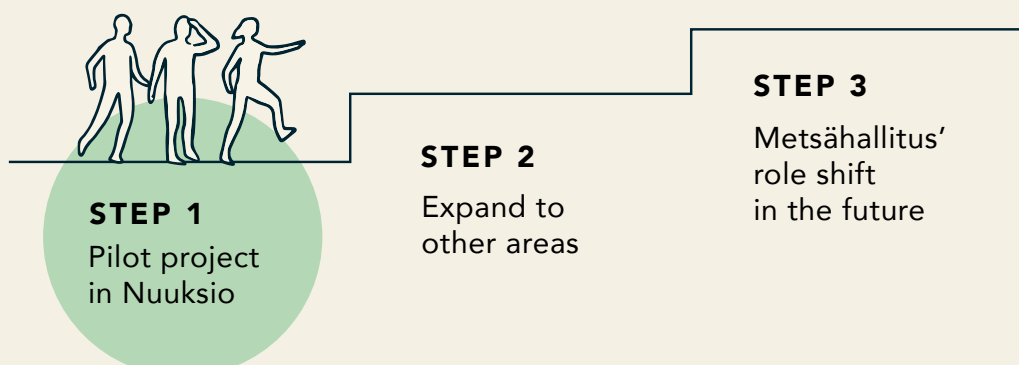 STEP 1
Pilot project
in Nuuksio
STEP 2
Expand to
other areas
STEP 3
Metsähallitus’
role shift
in the future